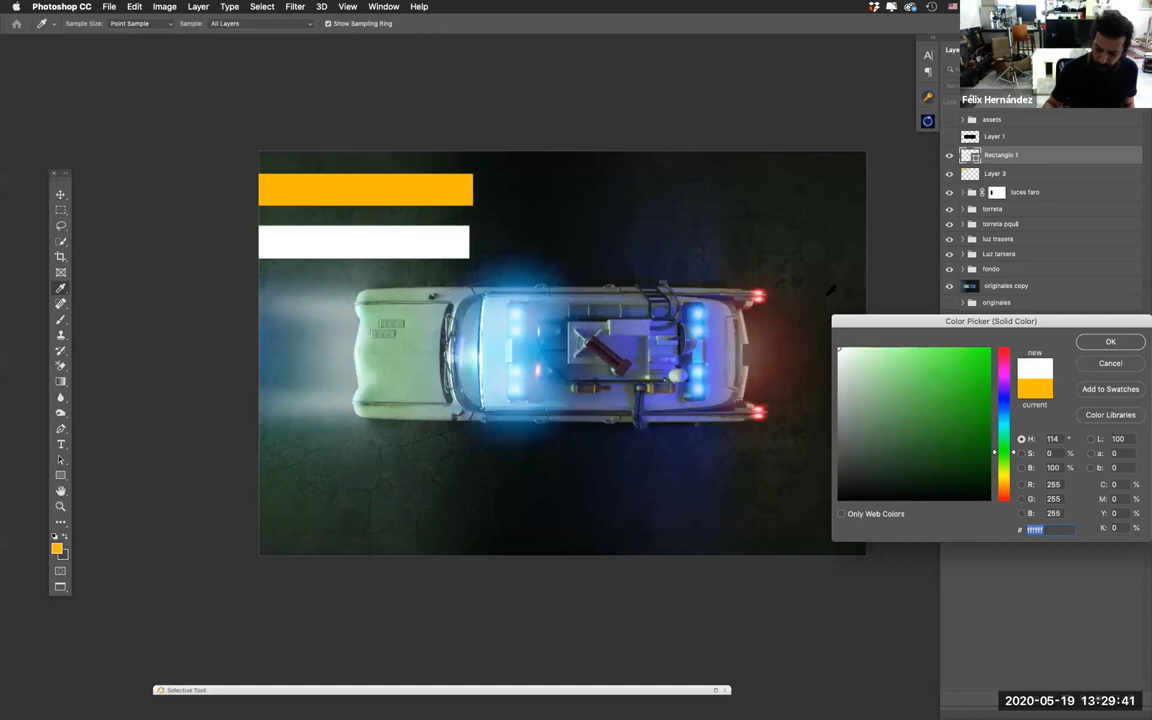 Photoshop CC File Edit Image Layer Type Select Filter 3D View Window Help
Sample Size: Point Sample Sample: All Layers Show Sampling Ring
Félix Hernández
assets
Layer 1
Rectangle 1
Layer 3
luces faro
torreta
torreta pquã
luz trasera
Luz tarsera
fondo
originales copy
originales
Color Picker (Solid Color)
new
current
OK
Cancel
Add to Swatches
Color Libraries
H: 114 ° L: 100
S: 0 % a: 0
B: 100 % b: 0
R: 255 C: 0 %
G: 255 M: 0 %
B: 255 Y: 0 %
# ffffff K: 0 %
Only Web Colors
Selective Tool
2020-05-19 13:29:41